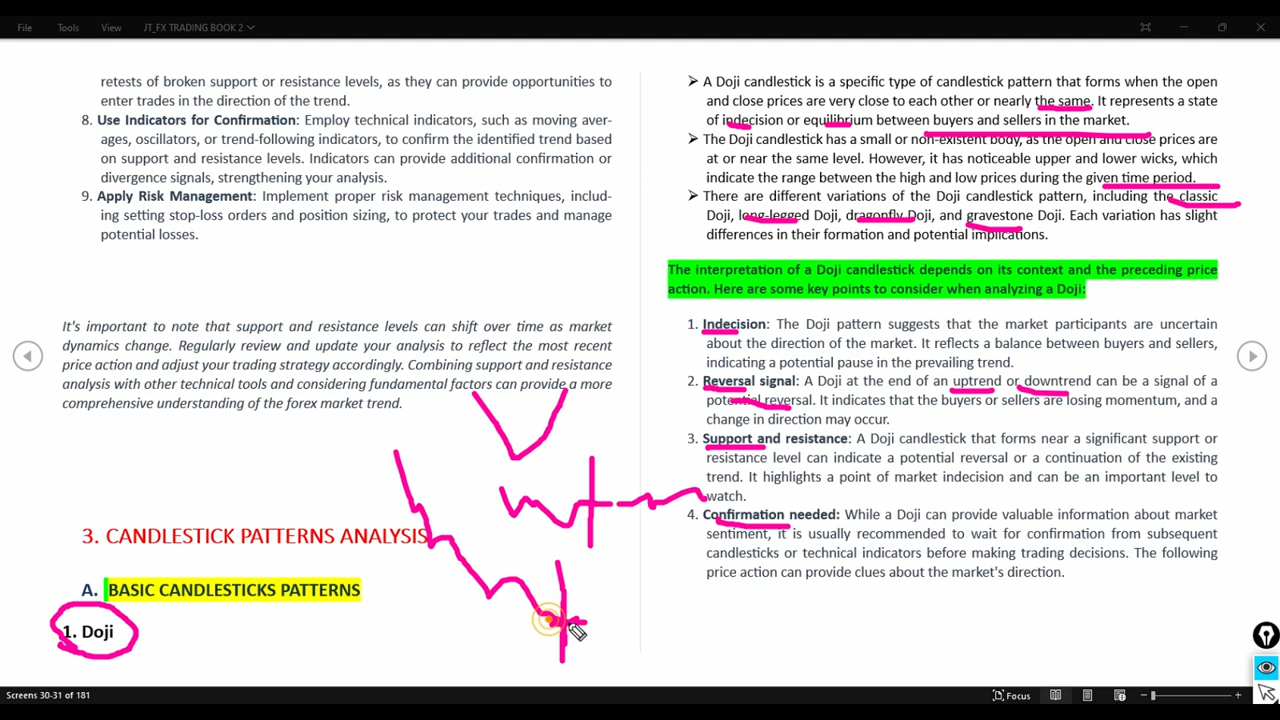 File Tools View JT_FX TRADING BOOK 2
retests of broken support or resistance levels, as they can provide opportunities to
enter trades in the direction of the trend.
8. Use Indicators for Confirmation: Employ technical indicators, such as moving aver-
ages, oscillators, or trend-following indicators, to confirm the identified trend based
on support and resistance levels. Indicators can provide additional confirmation or
divergence signals, strengthening your analysis.
9. Apply Risk Management: Implement proper risk management techniques, includ-
ing setting stop-loss orders and position sizing, to protect your trades and manage
potential losses.
It's important to note that support and resistance levels can shift over time as market
dynamics change. Regularly review and update your analysis to reflect the most recent
price action and adjust your trading strategy accordingly. Combining support and resistance
analysis with other technical tools and considering fundamental factors can provide a more
comprehensive understanding of the forex market trend.
3. CANDLESTICK PATTERNS ANALYSIS
A. BASIC CANDLESTICKS PATTERNS
1. Doji
➢ A Doji candlestick is a specific type of candlestick pattern that forms when the open
and close prices are very close to each other or nearly the same. It represents a state
of indecision or equilibrium between buyers and sellers in the market.
➢ The Doji candlestick has a small or non-existent body, as the open and close prices are
at or near the same level. However, it has noticeable upper and lower wicks, which
indicate the range between the high and low prices during the given time period.
➢ There are different variations of the Doji candlestick pattern, including the classic
Doji, long-legged Doji, dragonfly Doji, and gravestone Doji. Each variation has slight
differences in their formation and potential implications.
The interpretation of a Doji candlestick depends on its context and the preceding price
action. Here are some key points to consider when analyzing a Doji:
1. Indecision: The Doji pattern suggests that the market participants are uncertain
about the direction of the market. It reflects a balance between buyers and sellers,
indicating a potential pause in the prevailing trend.
2. Reversal signal: A Doji at the end of an uptrend or downtrend can be a signal of a
potential reversal. It indicates that the buyers or sellers are losing momentum, and a
change in direction may occur.
3. Support and resistance: A Doji candlestick that forms near a significant support or
resistance level can indicate a potential reversal or a continuation of the existing
trend. It highlights a point of market indecision and can be an important level to
watch.
4. Confirmation needed: While a Doji can provide valuable information about market
sentiment, it is usually recommended to wait for confirmation from subsequent
candlesticks or technical indicators before making trading decisions. The following
price action can provide clues about the market's direction.
Screens 30-31 of 181
Focus